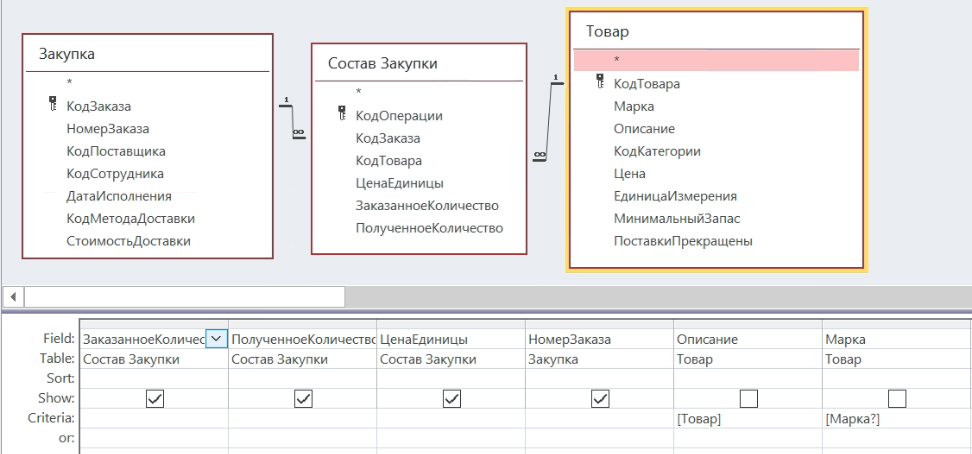 Закупка
*
КодЗаказа
НомерЗаказа
КодПоставщика
КодСотрудника
ДатаИсполнения
КодМетодаДоставки
СтоимостьДоставки
1
∞
Состав Закупки
*
КодОперации
КодЗаказа
КодТовара
ЦенаЕдиницы
ЗаказанноеКоличество
ПолученноеКоличество
1
∞
Товар
*
КодТовара
Марка
Описание
КодКатегории
Цена
ЕдиницаИзмерения
МинимальныйЗапас
ПоставкиПрекращены
Field: ЗаказанноеКоличес ПолученноеКоличество ЦенаЕдиницы НомерЗаказа Описание Марка
Table: Состав Закупки Состав Закупки Состав Закупки Закупка Товар Товар
Sort:
Show:
Criteria: [Товар] [Марка?]
or: